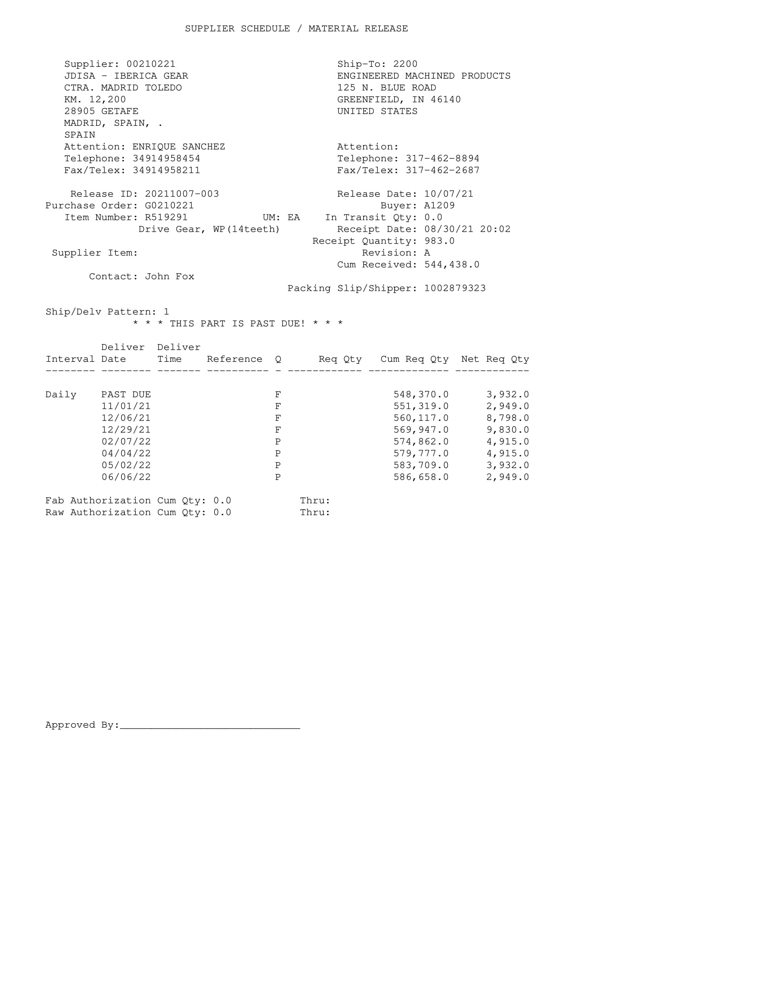 SUPPLIER SCHEDULE / MATERIAL RELEASE
Supplier: 00210221 Ship-To: 2200
JDISA - IBERICA GEAR ENGINEERED MACHINED PRODUCTS
CTRA. MADRID TOLEDO 125 N. BLUE ROAD
KM. 12,200 GREENFIELD, IN 46140
28905 GETAFE UNITED STATES
MADRID, SPAIN, .
SPAIN
Attention: ENRIQUE SANCHEZ Attention:
Telephone: 34914958454 Telephone: 317-462-8894
Fax/Telex: 34914958211 Fax/Telex: 317-462-2687
Release ID: 20211007-003 Release Date: 10/07/21
Purchase Order: G0210221 Buyer: A1209
Item Number: R519291 UM: EA In Transit Qty: 0.0
Drive Gear, WP(14teeth) Receipt Date: 08/30/21 20:02
Receipt Quantity: 983.0
Supplier Item: Revision: A
Cum Received: 544,438.0
Contact: John Fox
Packing Slip/Shipper: 1002879323
Ship/Delv Pattern: 1
* * * THIS PART IS PAST DUE! * * *
Deliver Deliver
Interval Date Time Reference Q Req Qty Cum Req Qty Net Req Qty
-------- -------- ------- ---------- - ------------ ------------- ------------
Daily PAST DUE F 548,370.0 3,932.0
11/01/21 F 551,319.0 2,949.0
12/06/21 F 560,117.0 8,798.0
12/29/21 F 569,947.0 9,830.0
02/07/22 P 574,862.0 4,915.0
04/04/22 P 579,777.0 4,915.0
05/02/22 P 583,709.0 3,932.0
06/06/22 P 586,658.0 2,949.0
Fab Authorization Cum Qty: 0.0 Thru:
Raw Authorization Cum Qty: 0.0 Thru:
Approved By:_____________________________